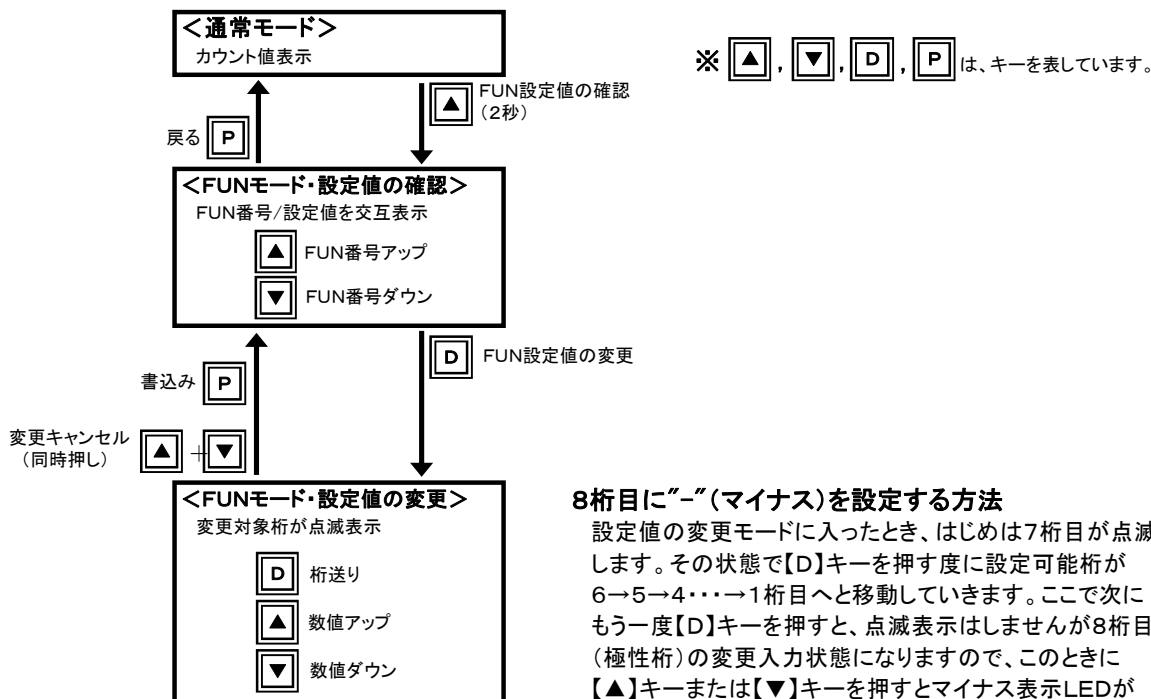 <通常モード>
カウント値表示
※ ▲ , ▼ , D , P は、キーを表しています。
FUN設定値の確認
(2秒)
▲
戻る P
<FUNモード・設定値の確認>
FUN番号/設定値を交互表示
▲ FUN番号アップ
▼ FUN番号ダウン
D FUN設定値の変更
書込み P
変更キャンセル
(同時押し)
▲ + ▼
<FUNモード・設定値の変更>
変更対象桁が点滅表示
D 桁送り
▲ 数値アップ
▼ 数値ダウン
8桁目に"-"(マイナス)を設定する方法
設定値の変更モードに入ったとき、はじめは7桁目が点滅
します。その状態で【D】キーを押す度に設定可能桁が
6→5→4・・・→1桁目へと移動していきます。ここで次に
もう一度【D】キーを押すと、点滅表示はしませんが8桁目
(極性桁)の変更入力状態になりますので、このときに
【▲】キーまたは【▼】キーを押すとマイナス表示LEDが